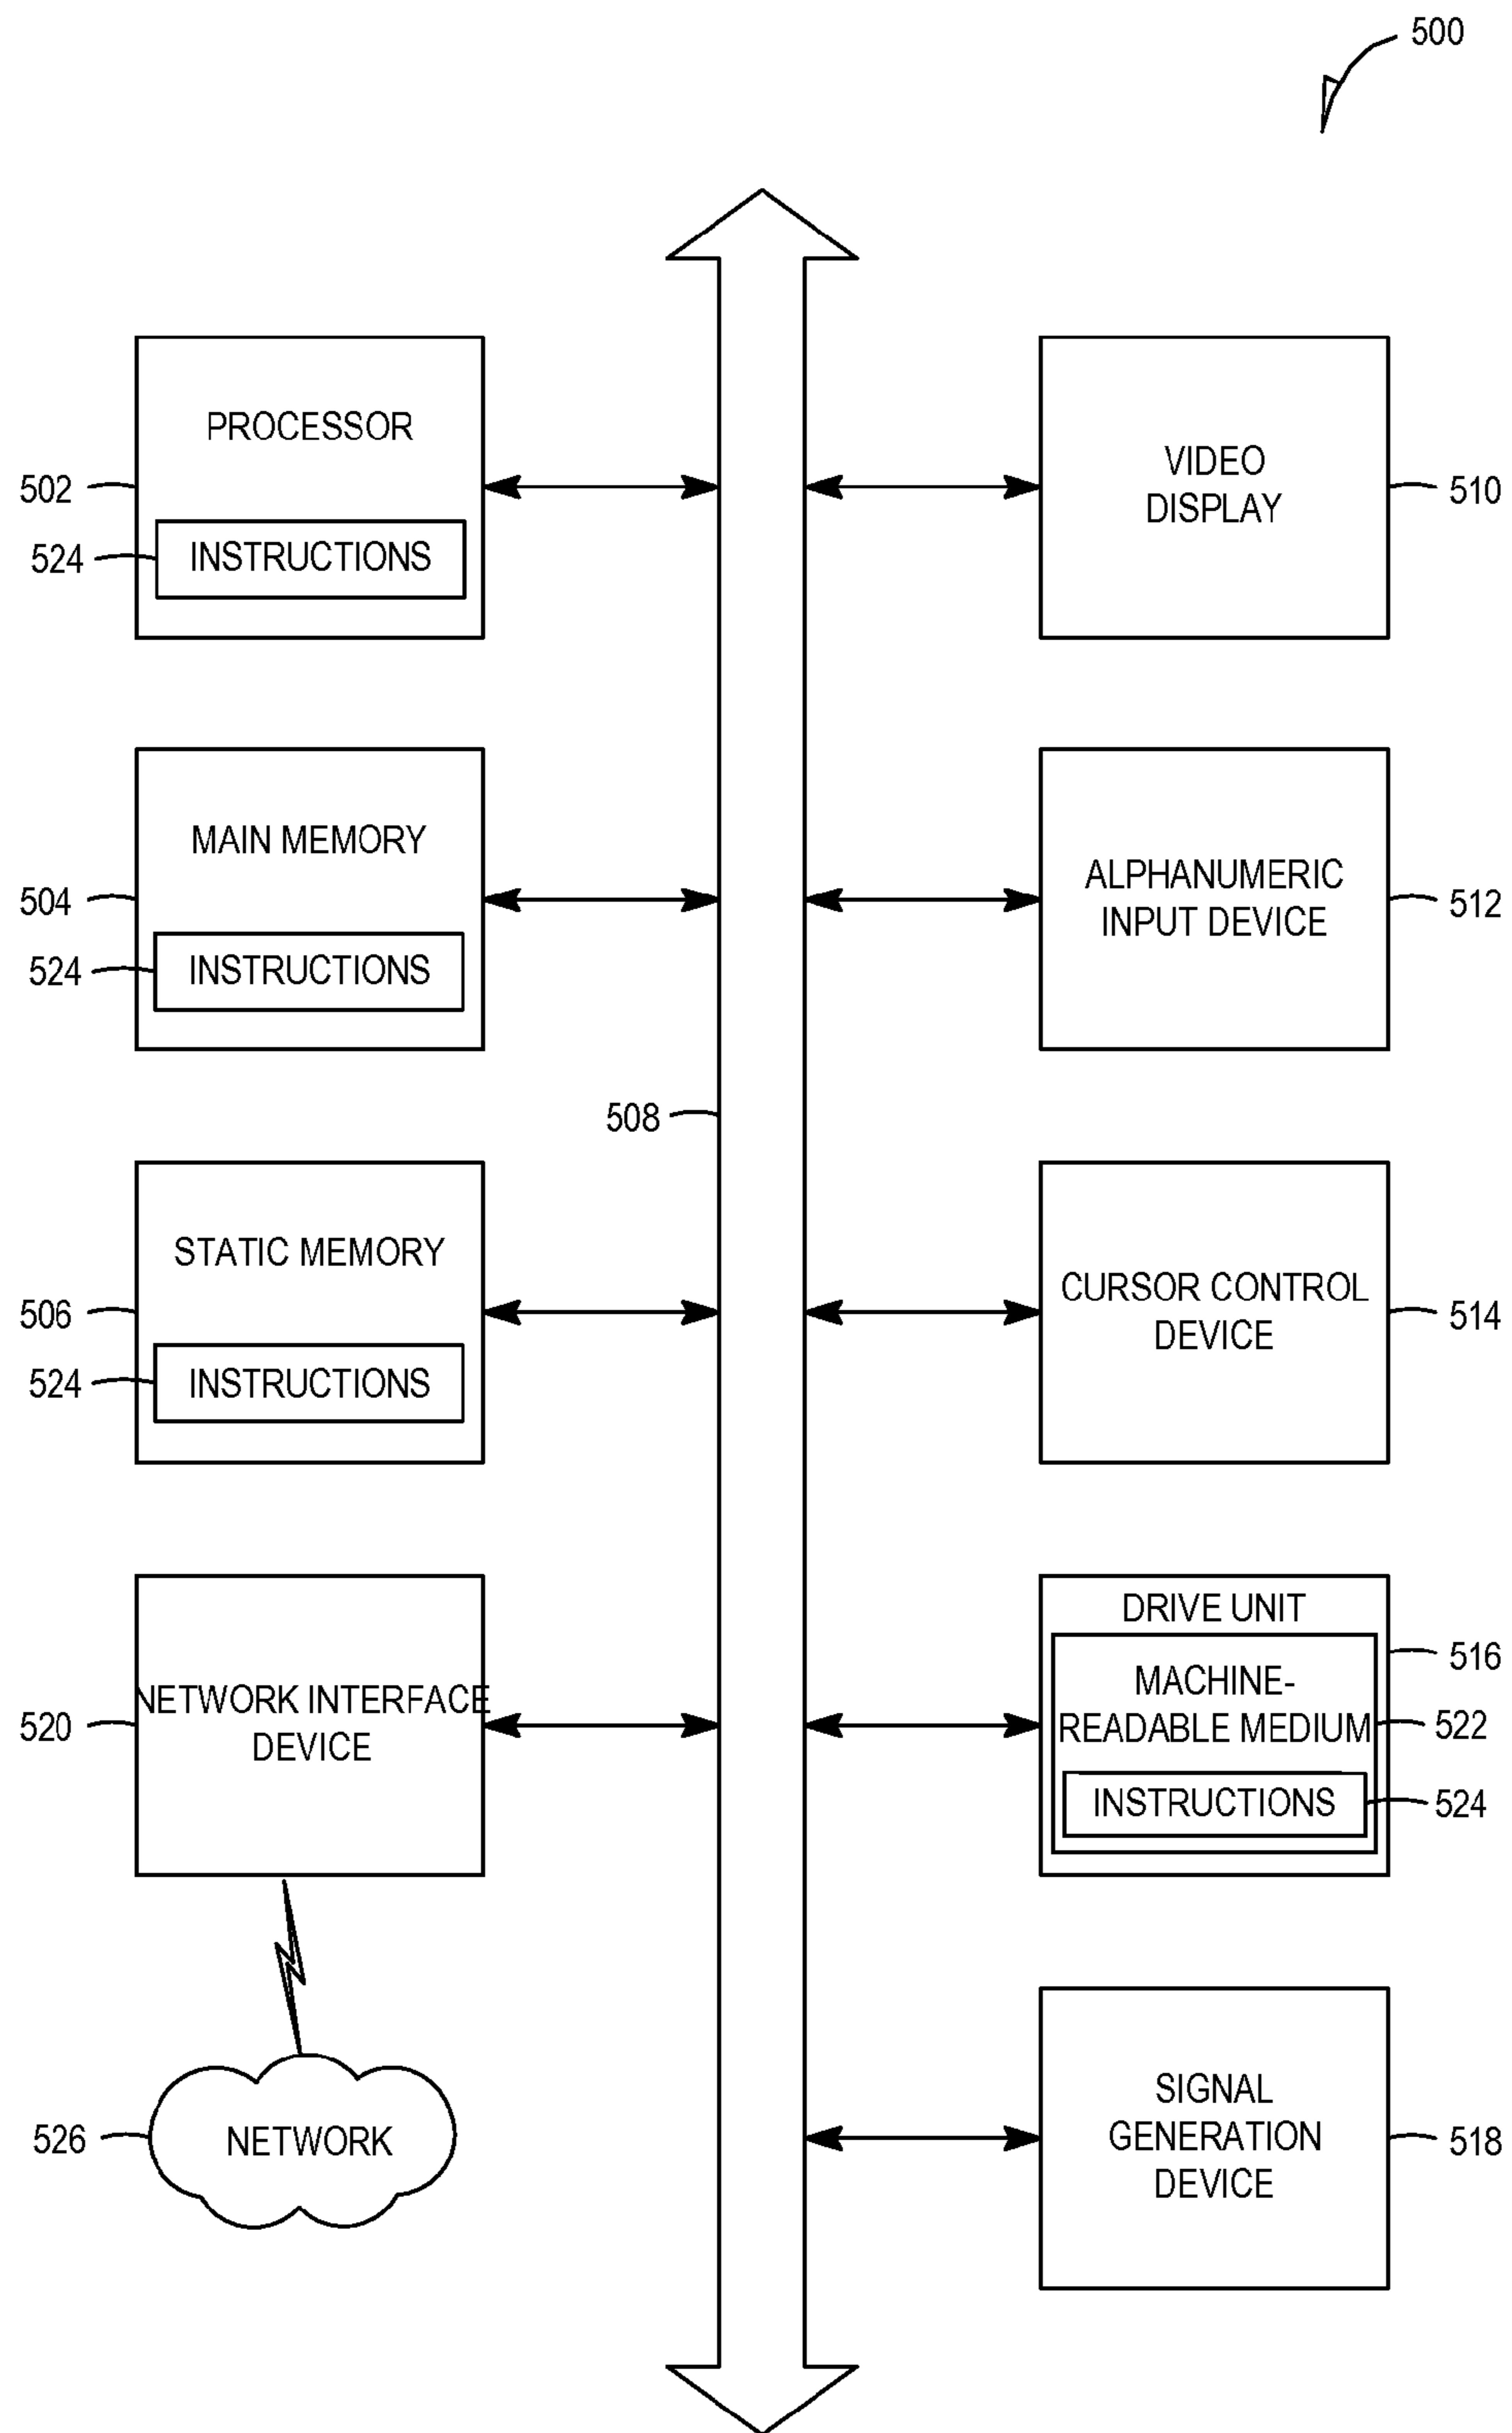 500
PROCESSOR
502
524
INSTRUCTIONS
VIDEO
DISPLAY
510
MAIN MEMORY
504
524
INSTRUCTIONS
ALPHANUMERIC
INPUT DEVICE
512
508
STATIC MEMORY
506
524
INSTRUCTIONS
CURSOR CONTROL
DEVICE
514
NETWORK INTERFACE
DEVICE
520
DRIVE UNIT
516
MACHINE-
READABLE MEDIUM
522
INSTRUCTIONS
524
526
NETWORK
SIGNAL
GENERATION
DEVICE
518